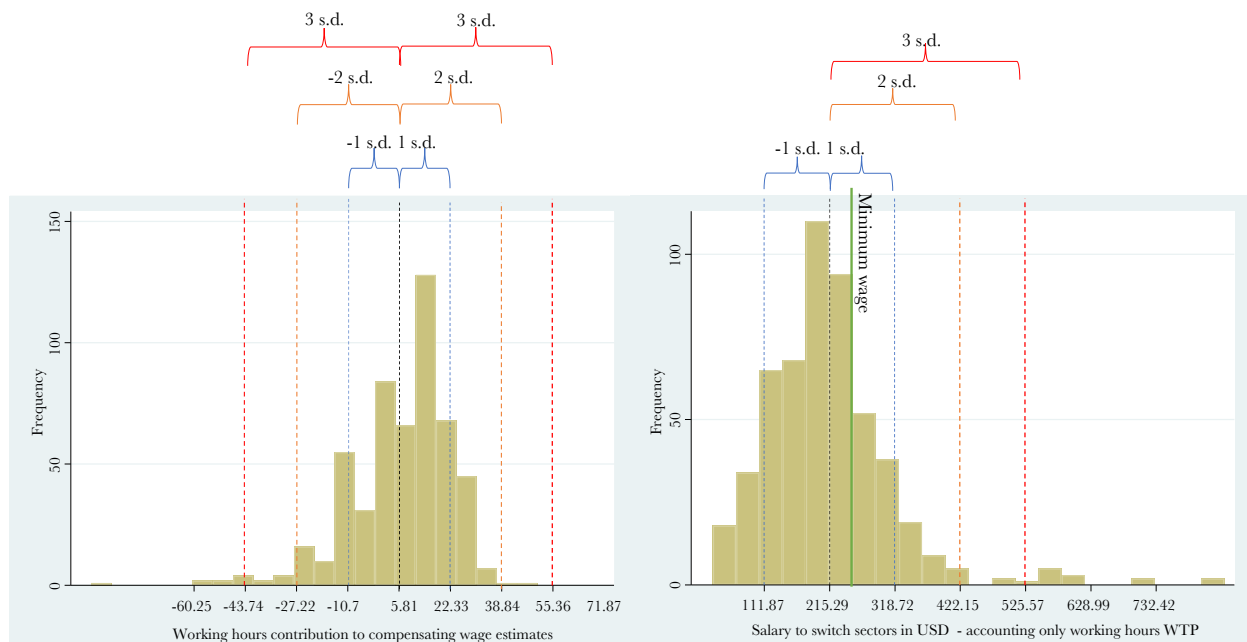 3 s.d.
3 s.d.
-2 s.d.
2 s.d.
-1 s.d.
1 s.d.
3 s.d.
2 s.d.
-1 s.d.
1 s.d.
Frequency
150
100
50
0
-60.25
-43.74
-27.22
-10.7
5.81
22.33
38.84
55.36
71.87
Working hours contribution to compensating wage estimates
Minimum wage
Frequency
100
50
0
111.87
215.29
318.72
422.15
525.57
628.99
732.42
Salary to switch sectors in USD - accounting only working hours WTP